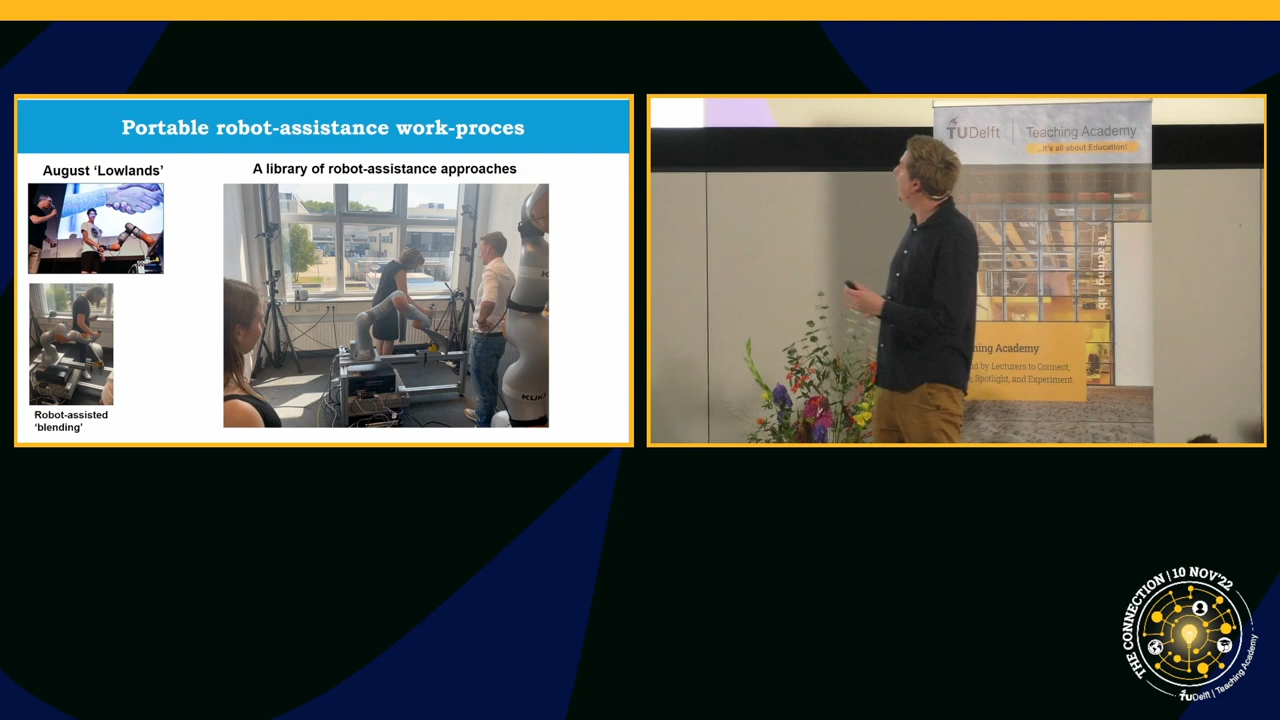 Portable robot-assistance work-proces
August ‘Lowlands’
A library of robot-assistance approaches
Robot-assisted
‘blending’
KUKA
TUDelft | Teaching Academy
...It's all about Education!
Teaching Lab
ning Academy
d by Lecturers to Connect,
Spotlight, and Experiment.
THE CONNECTION | 10 NOV'22
TUDelft | Teaching Academy